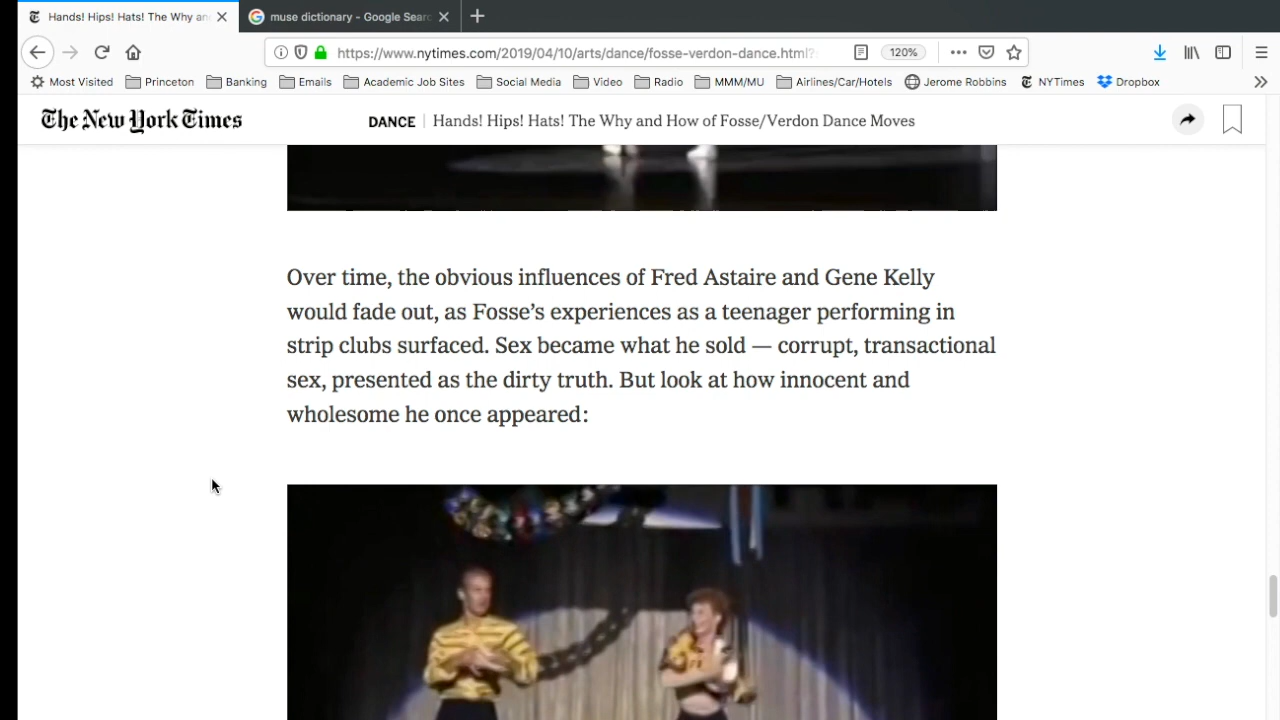 Hands! Hips! Hats! The Why an
muse dictionary - Google Searc
https://www.nytimes.com/2019/04/10/arts/dance/fosse-verdon-dance.html?
120%
Most Visited Princeton Banking Emails Academic Job Sites Social Media Video Radio MMM/MU Airlines/Car/Hotels Jerome Robbins NYTimes Dropbox
The New York Times DANCE Hands! Hips! Hats! The Why and How of Fosse/Verdon Dance Moves
Over time, the obvious influences of Fred Astaire and Gene Kelly
would fade out, as Fosse’s experiences as a teenager performing in
strip clubs surfaced. Sex became what he sold — corrupt, transactional
sex, presented as the dirty truth. But look at how innocent and
wholesome he once appeared: